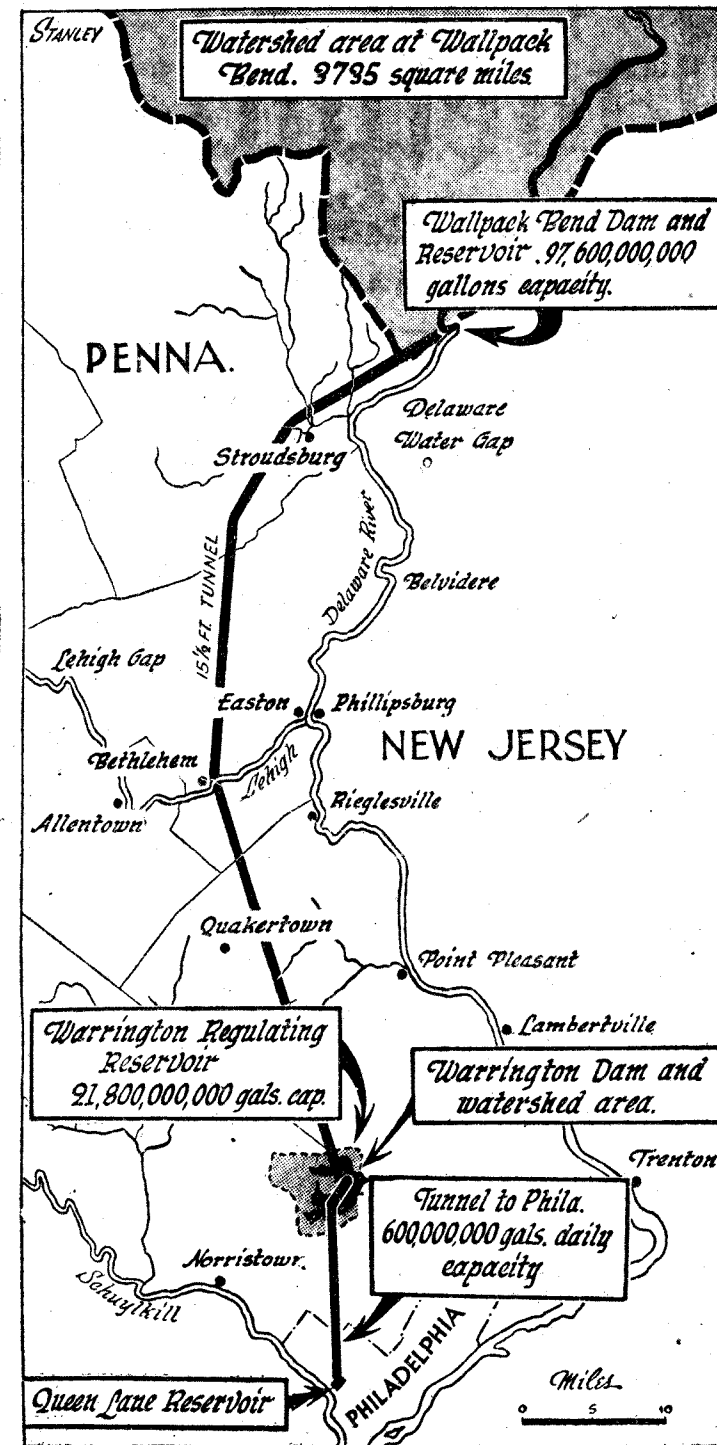 STANLEY
Watershed area at Wallpack
Bend. 3735 square miles.
Wallpack Bend Dam and
Reservoir. 97,600,000,000
gallons capacity.
PENNA.
Delaware
Water Gap
Stroudsburg
15½ FT. TUNNEL
Delaware River
Belvidere
Lehigh Gap
Easton
Phillipsburg
NEW JERSEY
Bethlehem
Lehigh
Allentown
Rieglesville
Quakertown
Point Pleasant
Lambertville
Warrington Regulating
Reservoir
21,800,000,000 gals. cap.
Warrington Dam and
watershed area.
Trenton
Tunnel to Phila.
600,000,000 gals. daily
capacity
Norristown
Schuylkill
PHILADELPHIA
Queen Lane Reservoir
Miles
0 5 10